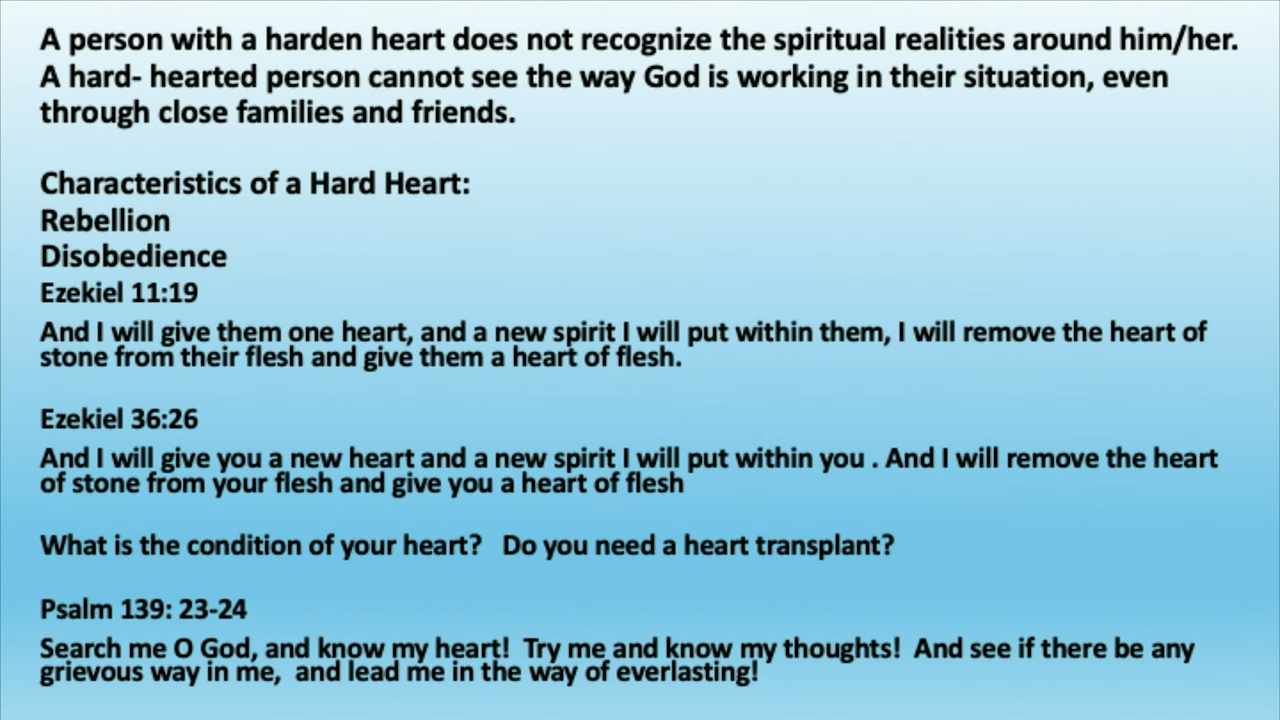 A person with a harden heart does not recognize the spiritual realities around him/her.
A hard- hearted person cannot see the way God is working in their situation, even
through close families and friends.
Characteristics of a Hard Heart:
Rebellion
Disobedience
Ezekiel 11:19
And I will give them one heart, and a new spirit I will put within them, I will remove the heart of
stone from their flesh and give them a heart of flesh.
Ezekiel 36:26
And I will give you a new heart and a new spirit I will put within you . And I will remove the heart
of stone from your flesh and give you a heart of flesh
What is the condition of your heart?   Do you need a heart transplant?
Psalm 139: 23-24
Search me O God, and know my heart!  Try me and know my thoughts!  And see if there be any
grievous way in me,  and lead me in the way of everlasting!